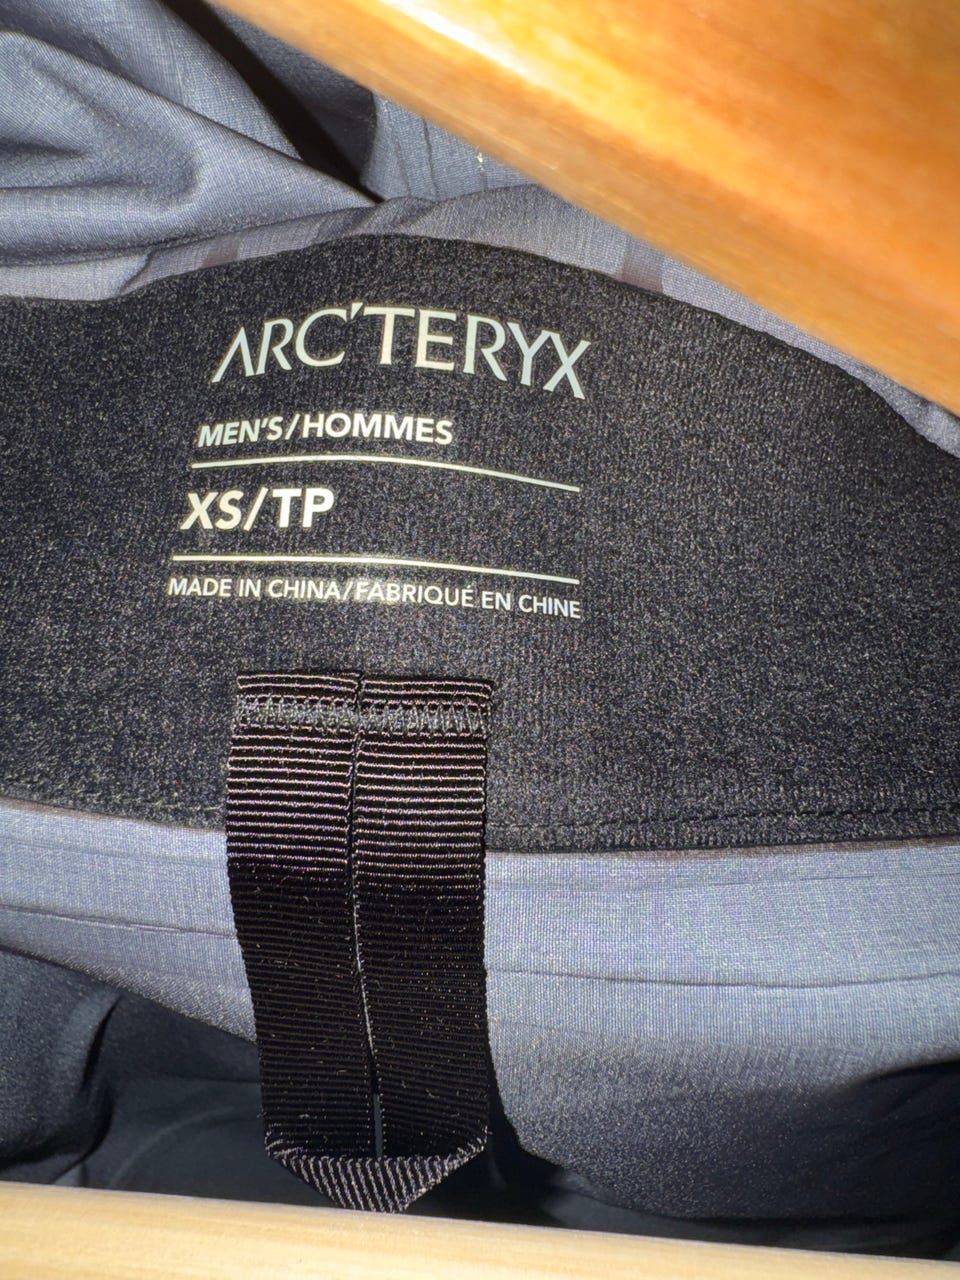 ARC'TERYX
MEN'S/HOMMES
XS/TP
MADE IN CHINA/FABRIQUÉ EN CHINE